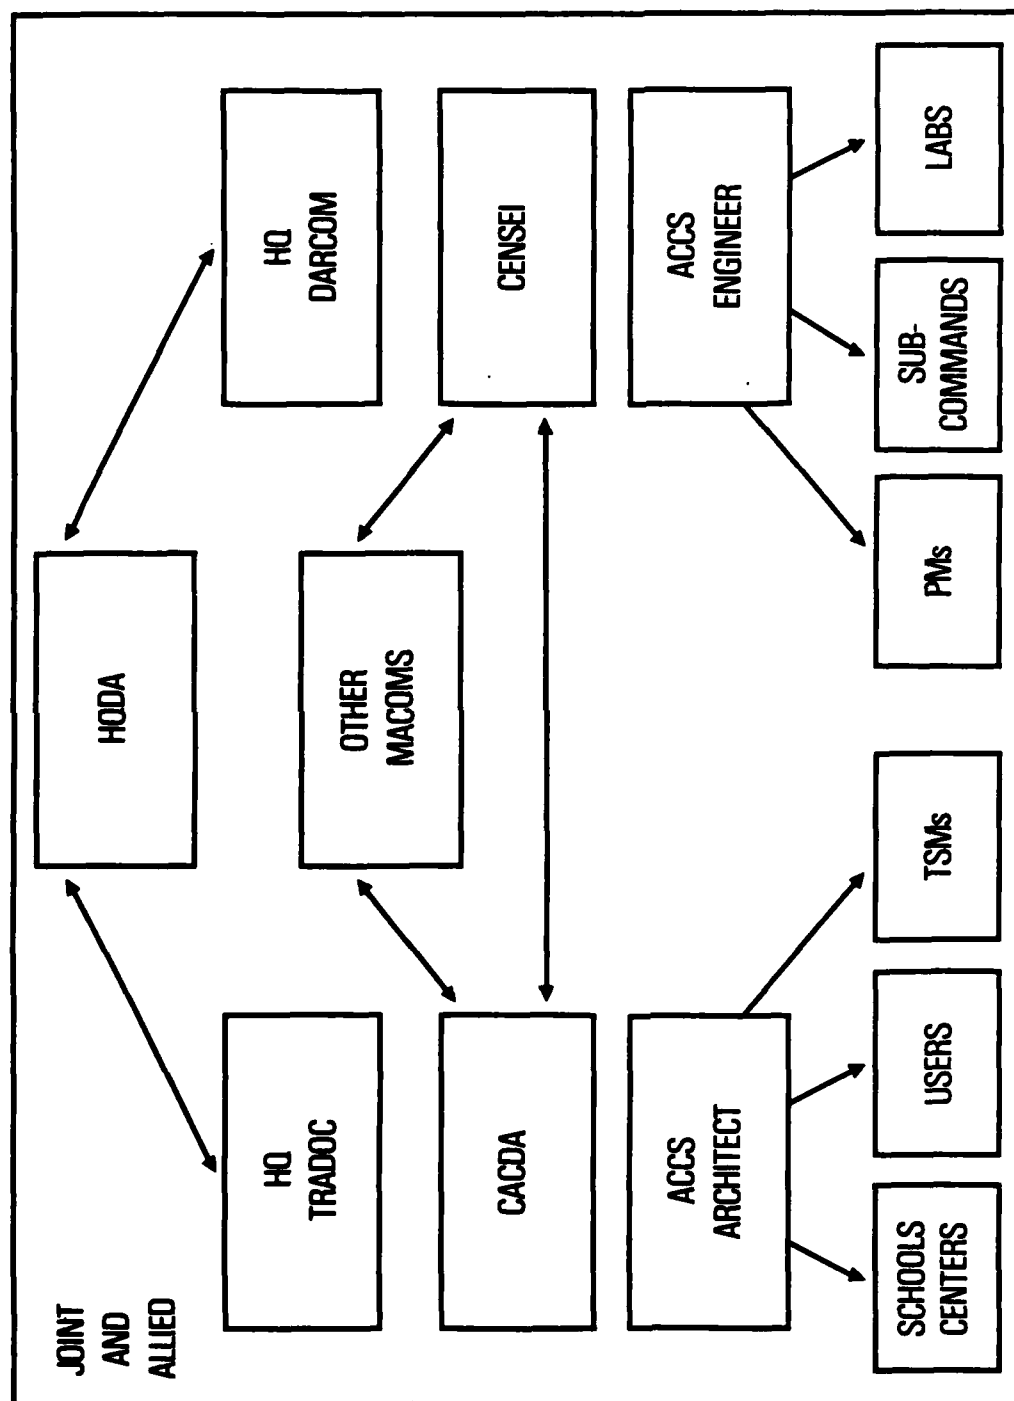 JOINT
AND
ALLIED
HQDA
HQ
TRADOC
HQ
DARCOM
OTHER
MACOMS
CACDA
CENSEI
ACCS
ARCHITECT
ACCS
ENGINEER
SCHOOLS
CENTERS
USERS
TSMs
PMs
SUB-
COMMANDS
LABS